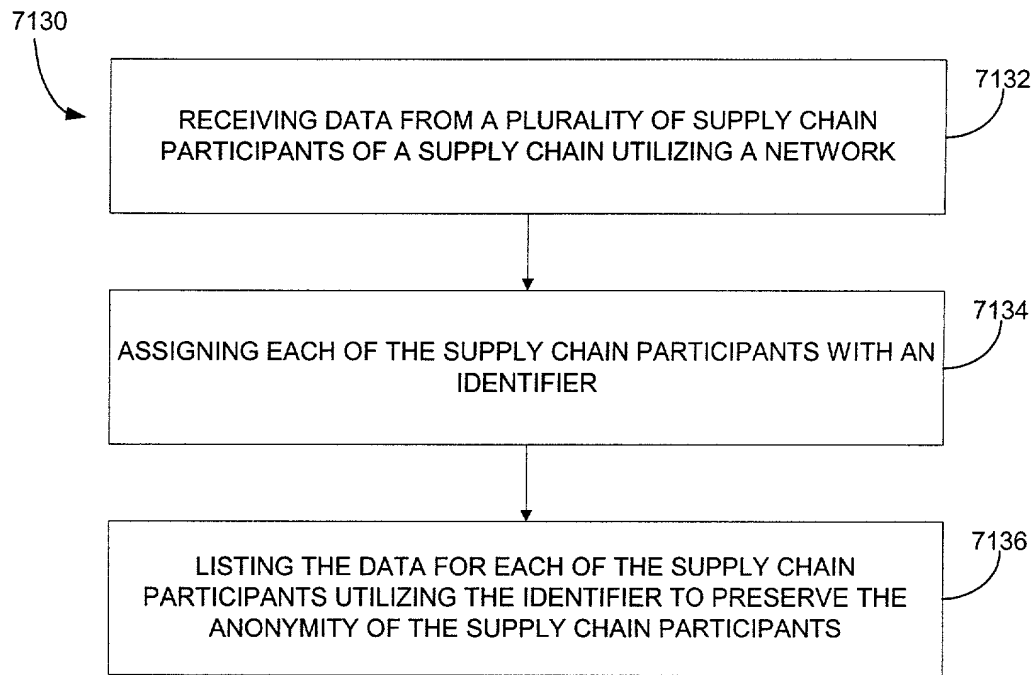 7130
7132
RECEIVING DATA FROM A PLURALITY OF SUPPLY CHAIN
PARTICIPANTS OF A SUPPLY CHAIN UTILIZING A NETWORK
7134
ASSIGNING EACH OF THE SUPPLY CHAIN PARTICIPANTS WITH AN
IDENTIFIER
7136
LISTING THE DATA FOR EACH OF THE SUPPLY CHAIN
PARTICIPANTS UTILIZING THE IDENTIFIER TO PRESERVE THE
ANONYMITY OF THE SUPPLY CHAIN PARTICIPANTS